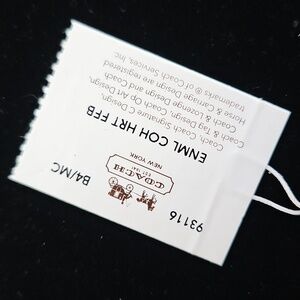 93116
B4/MC
COACH
EST. 1941
NEW YORK
ENML COH HRT FFB
Coach, Coach Signature C Design,
Coach & Tag Design, Coach Op Art Design,
Coach & Lozenge Design and Coach
Horse & Carriage Design are registered
trademarks ® of Coach Services, Inc.